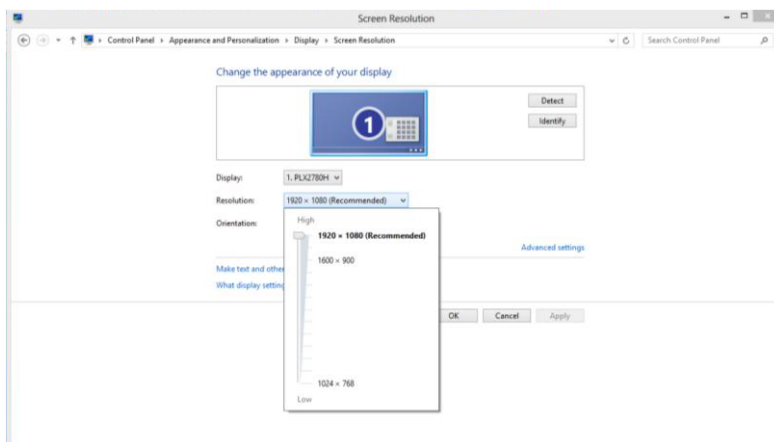 Screen Resolution
Control Panel › Appearance and Personalization › Display › Screen Resolution
Search Control Panel
Change the appearance of your display
1
Detect
Identify
Display: 1. PLX2780H
Resolution: 1920 × 1080 (Recommended)
Orientation:
High
1920 × 1080 (Recommended)
1600 × 900
1024 × 768
Low
Advanced settings
Make text and other
What display setting
OK Cancel Apply